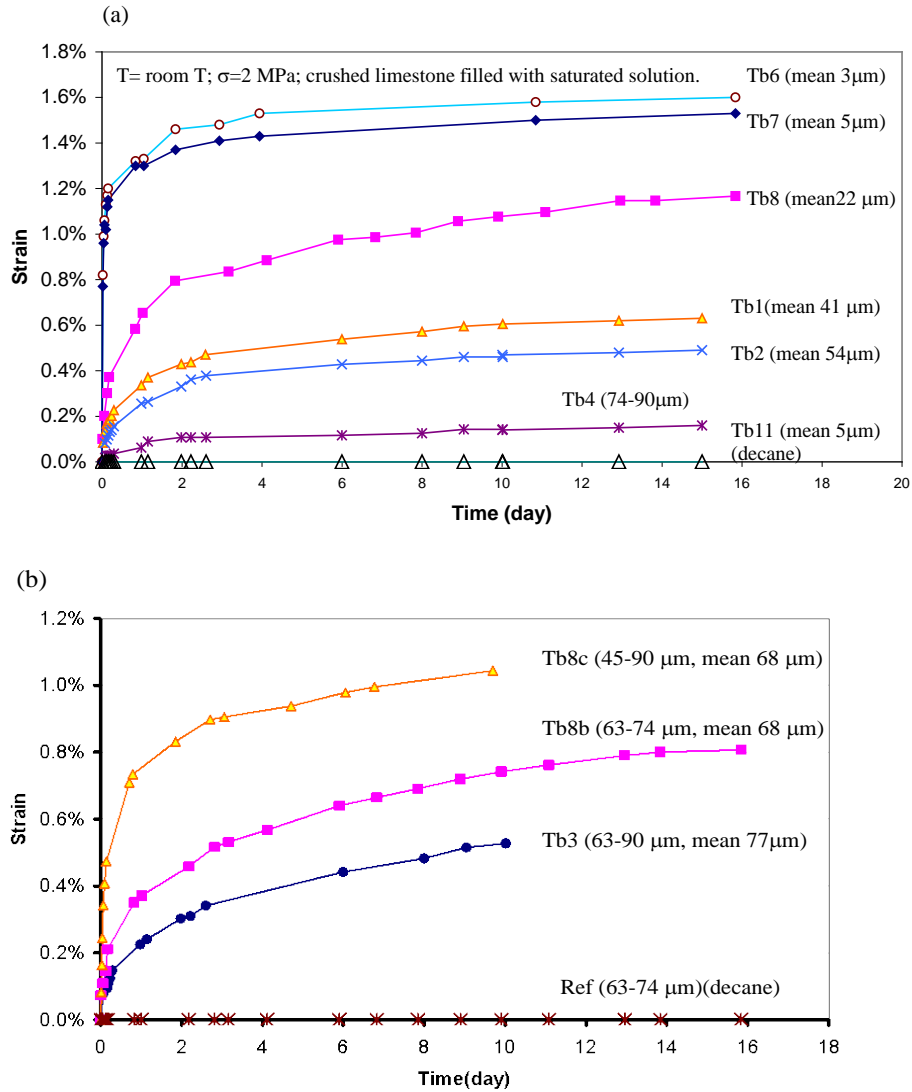 (a)
1.8%
1.6%
1.4%
1.2%
1.0%
0.8%
0.6%
0.4%
0.2%
0.0%
Strain
T= room T; σ=2 MPa; crushed limestone filled with saturated solution.
Tb6 (mean 3μm)
Tb7 (mean 5μm)
Tb8 (mean22 μm)
Tb1(mean 41 μm)
Tb2 (mean 54μm)
Tb4 (74-90μm)
Tb11 (mean 5μm)
(decane)
0 2 4 6 8 10 12 14 16 18 20
Time (day)
(b)
1.2%
1.0%
0.8%
0.6%
0.4%
0.2%
0.0%
Strain
Tb8c (45-90 μm, mean 68 μm)
Tb8b (63-74 μm, mean 68 μm)
Tb3 (63-90 μm, mean 77μm)
Ref (63-74 μm)(decane)
0 2 4 6 8 10 12 14 16 18
Time(day)